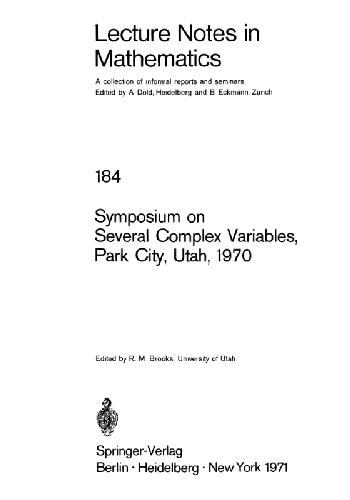 Lecture Notes in
Mathematics
A collection of informal reports and seminars
Edited by A. Dold, Heidelberg and B. Eckmann, Zürich
184
Symposium on
Several Complex Variables,
Park City, Utah, 1970
Edited by R. M. Brooks, University of Utah
Springer-Verlag
Berlin · Heidelberg · New York 1971